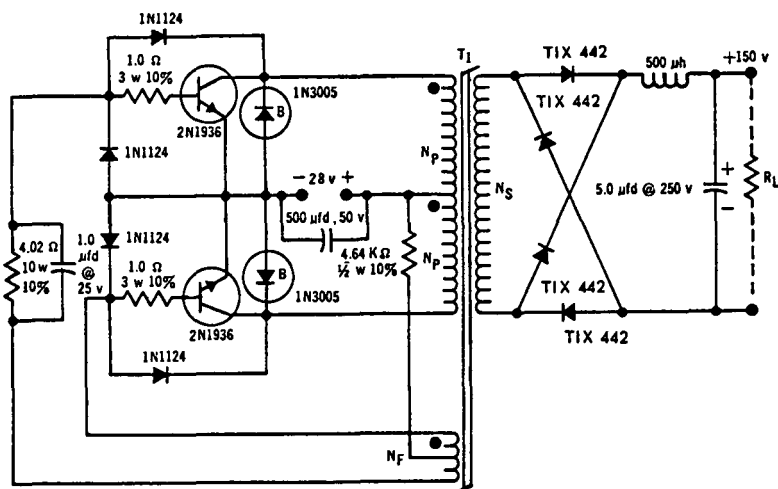 1N1124
T1
TIX 442
500 μh
+150 v
1.0 Ω
3 w 10%
1N3005
B
TIX 442
2N1936
1N1124
NP
- 28 v +
NS
5.0 μfd @ 250 v
+
-
RL
500 μfd, 50 v
4.02 Ω
10 w
10%
1.0
μfd
@
25 v
1N1124
1.0 Ω
3 w 10%
4.64 KΩ
½ w 10%
NP
B
1N3005
TIX 442
TIX 442
2N1936
1N1124
NF